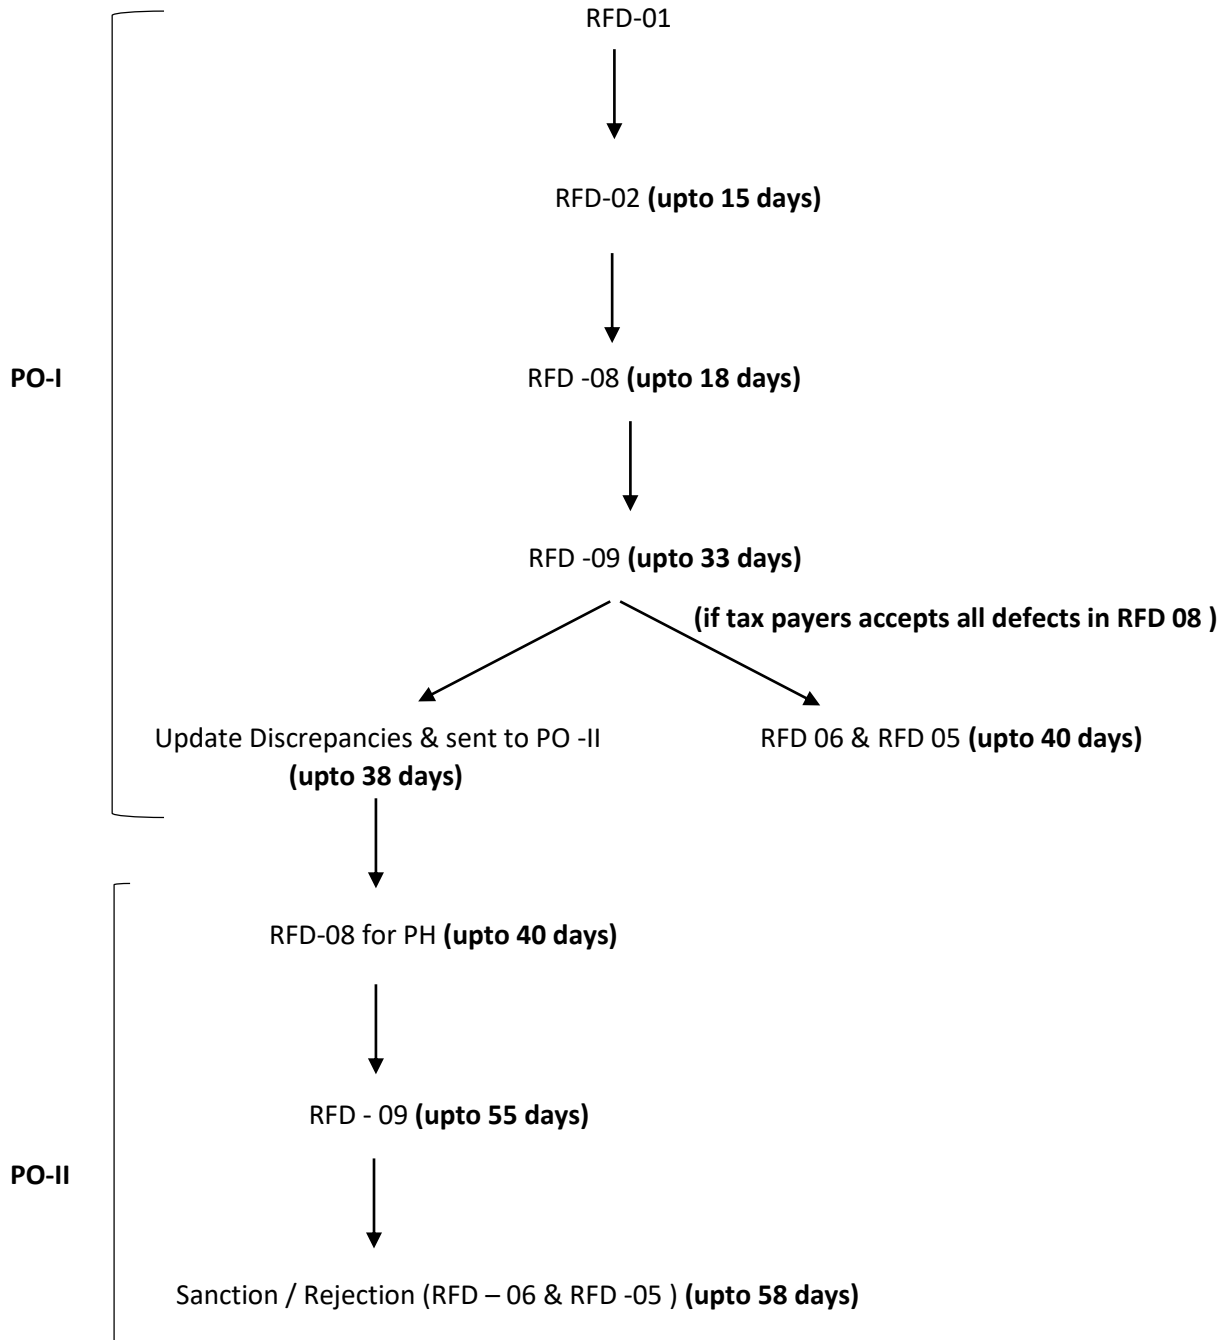 RFD-01
RFD-02 (upto 15 days)
PO-I
RFD -08 (upto 18 days)
RFD -09 (upto 33 days)
(if tax payers accepts all defects in RFD 08 )
Update Discrepancies & sent to PO -II
(upto 38 days)
RFD 06 & RFD 05 (upto 40 days)
RFD-08 for PH (upto 40 days)
RFD - 09 (upto 55 days)
PO-II
Sanction / Rejection (RFD – 06 & RFD -05 ) (upto 58 days)